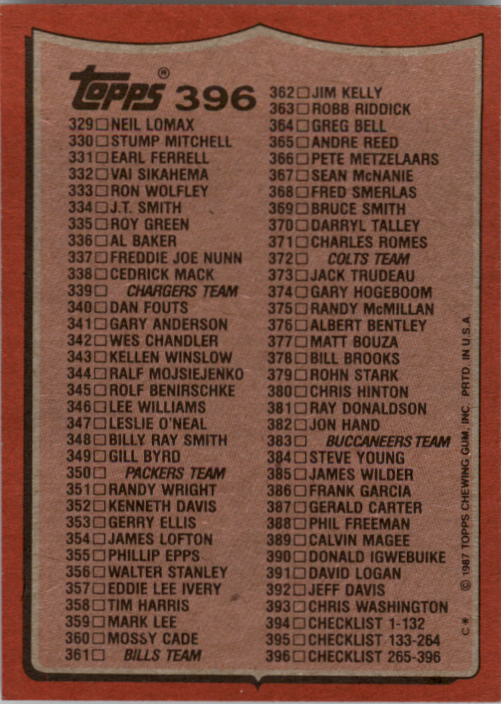 Topps® 396
329 □ NEIL LOMAX
330 □ STUMP MITCHELL
331 □ EARL FERRELL
332 □ VAI SIKAHEMA
333 □ RON WOLFLEY
334 □ J.T. SMITH
335 □ ROY GREEN
336 □ AL BAKER
337 □ FREDDIE JOE NUNN
338 □ CEDRICK MACK
339 □ CHARGERS TEAM
340 □ DAN FOUTS
341 □ GARY ANDERSON
342 □ WES CHANDLER
343 □ KELLEN WINSLOW
344 □ RALF MOJSIEJENKO
345 □ ROLF BENIRSCHKE
346 □ LEE WILLIAMS
347 □ LESLIE O'NEAL
348 □ BILLY RAY SMITH
349 □ GILL BYRD
350 □ PACKERS TEAM
351 □ RANDY WRIGHT
352 □ KENNETH DAVIS
353 □ GERRY ELLIS
354 □ JAMES LOFTON
355 □ PHILLIP EPPS
356 □ WALTER STANLEY
357 □ EDDIE LEE IVERY
358 □ TIM HARRIS
359 □ MARK LEE
360 □ MOSSY CADE
361 □ BILLS TEAM
362 □ JIM KELLY
363 □ ROBB RIDDICK
364 □ GREG BELL
365 □ ANDRE REED
366 □ PETE METZELAARS
367 □ SEAN McNANIE
368 □ FRED SMERLAS
369 □ BRUCE SMITH
370 □ DARRYL TALLEY
371 □ CHARLES ROMES
372 □ COLTS TEAM
373 □ JACK TRUDEAU
374 □ GARY HOGEBOOM
375 □ RANDY McMILLAN
376 □ ALBERT BENTLEY
377 □ MATT BOUZA
378 □ BILL BROOKS
379 □ ROHN STARK
380 □ CHRIS HINTON
381 □ RAY DONALDSON
382 □ JON HAND
383 □ BUCCANEERS TEAM
384 □ STEVE YOUNG
385 □ JAMES WILDER
386 □ FRANK GARCIA
387 □ GERALD CARTER
388 □ PHIL FREEMAN
389 □ CALVIN MAGEE
390 □ DONALD IGWEBUIKE
391 □ DAVID LOGAN
392 □ JEFF DAVIS
393 □ CHRIS WASHINGTON
394 □ CHECKLIST 1-132
395 □ CHECKLIST 133-264
396 □ CHECKLIST 265-396
C* © 1987 TOPPS CHEWING GUM, INC. PRTD. IN U.S.A.